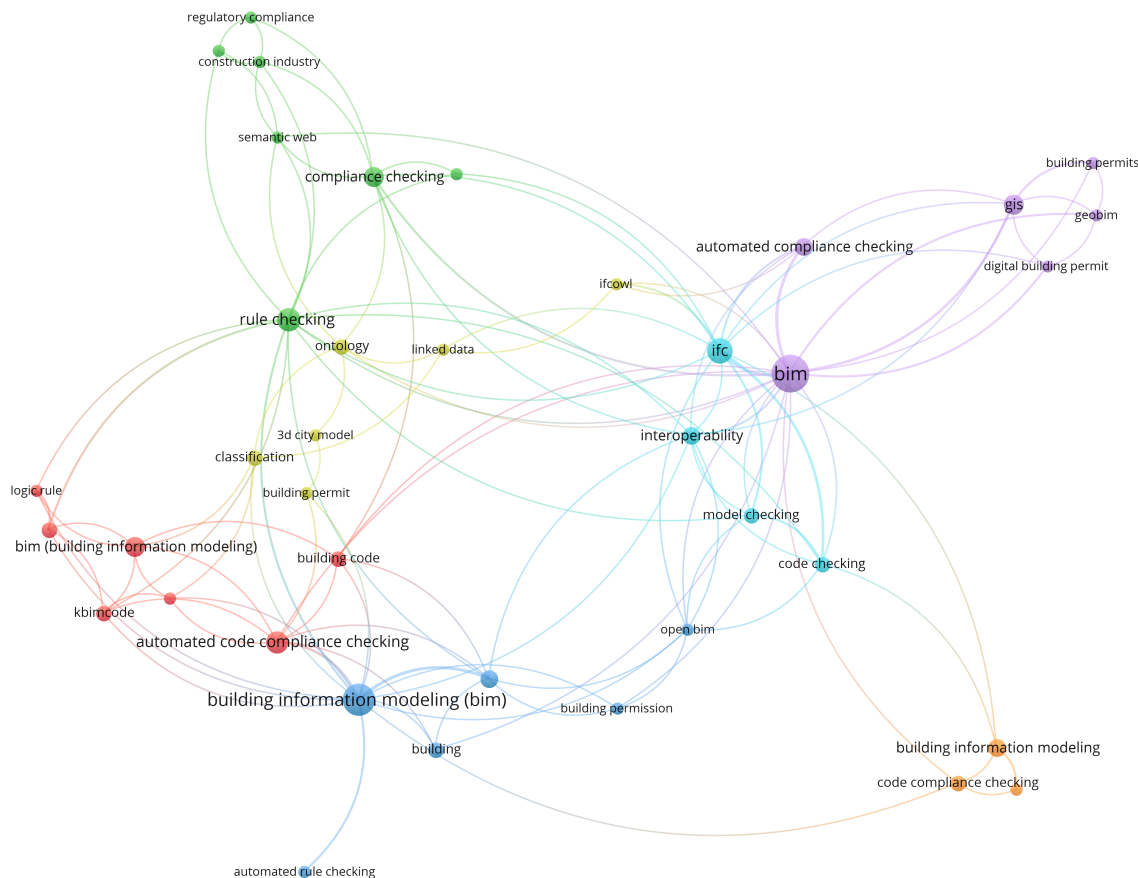 regulatory compliance
construction industry
semantic web
compliance checking
building permits
gis
geobim
automated compliance checking
digital building permit
ifcowl
rule checking
ontology
linked data
ifc
bim
3d city model
interoperability
classification
logic rule
building permit
model checking
bim (building information modeling)
building code
code checking
kbimcode
automated code compliance checking
open bim
building information modeling (bim)
building permission
building
building information modeling
code compliance checking
automated rule checking